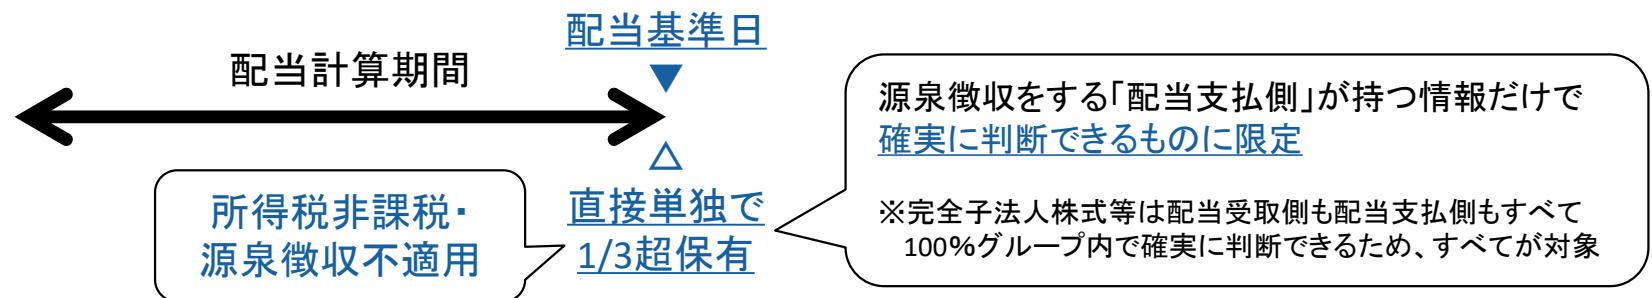 配当基準日
配当計算期間
源泉徴収をする「配当支払側」が持つ情報だけで
確実に判断できるものに限定
所得税非課税・
源泉徴収不適用
直接単独で
1/3超保有
※完全子法人株式等は配当受取側も配当支払側もすべて
100%グループ内で確実に判断できるため、すべてが対象